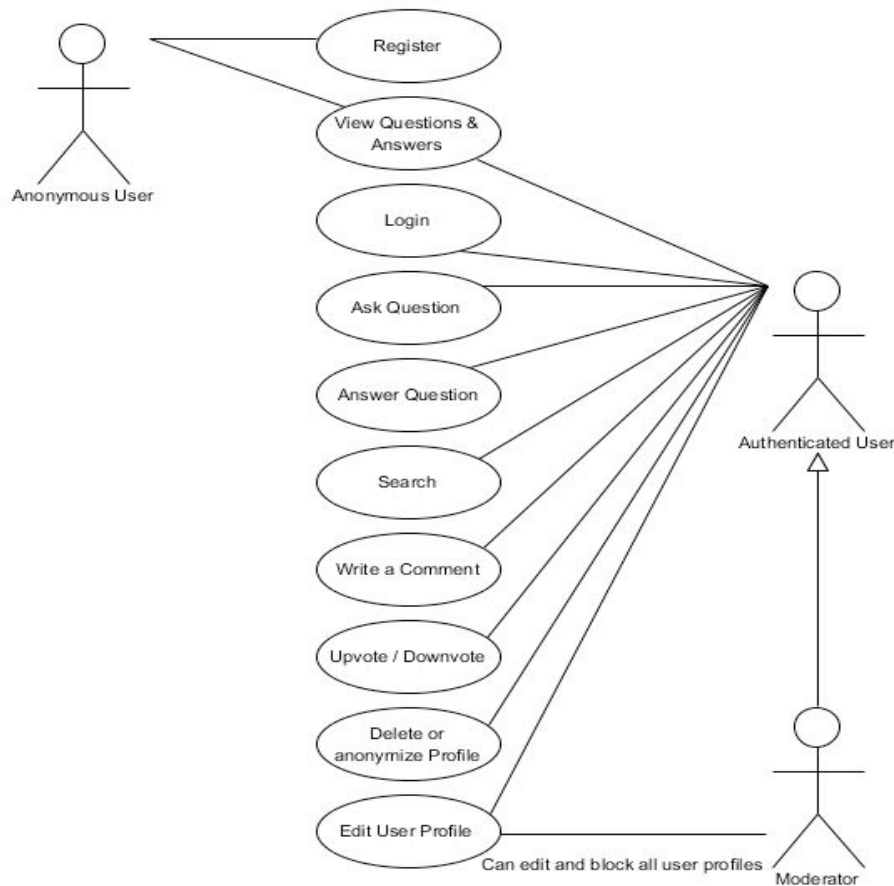 Register
View Questions &
Answers
Anonymous User
Login
Ask Question
Answer Question
Authenticated User
Search
Write a Comment
Upvote / Downvote
Delete or
anonymize Profile
Edit User Profile
Can edit and block all user profiles
Moderator